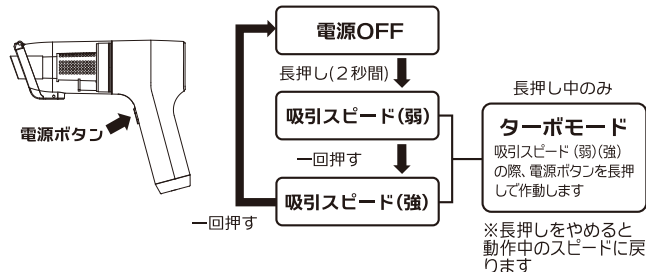 電源OFF
長押し(2秒間)
吸引スピード(弱)
一回押す
吸引スピード(強)
一回押す
電源ボタン
長押し中のみ
ターボモード
吸引スピード(弱)(強)
の際、電源ボタンを長押
しで作動します
※長押しをやめると
動作中のスピードに戻
ります